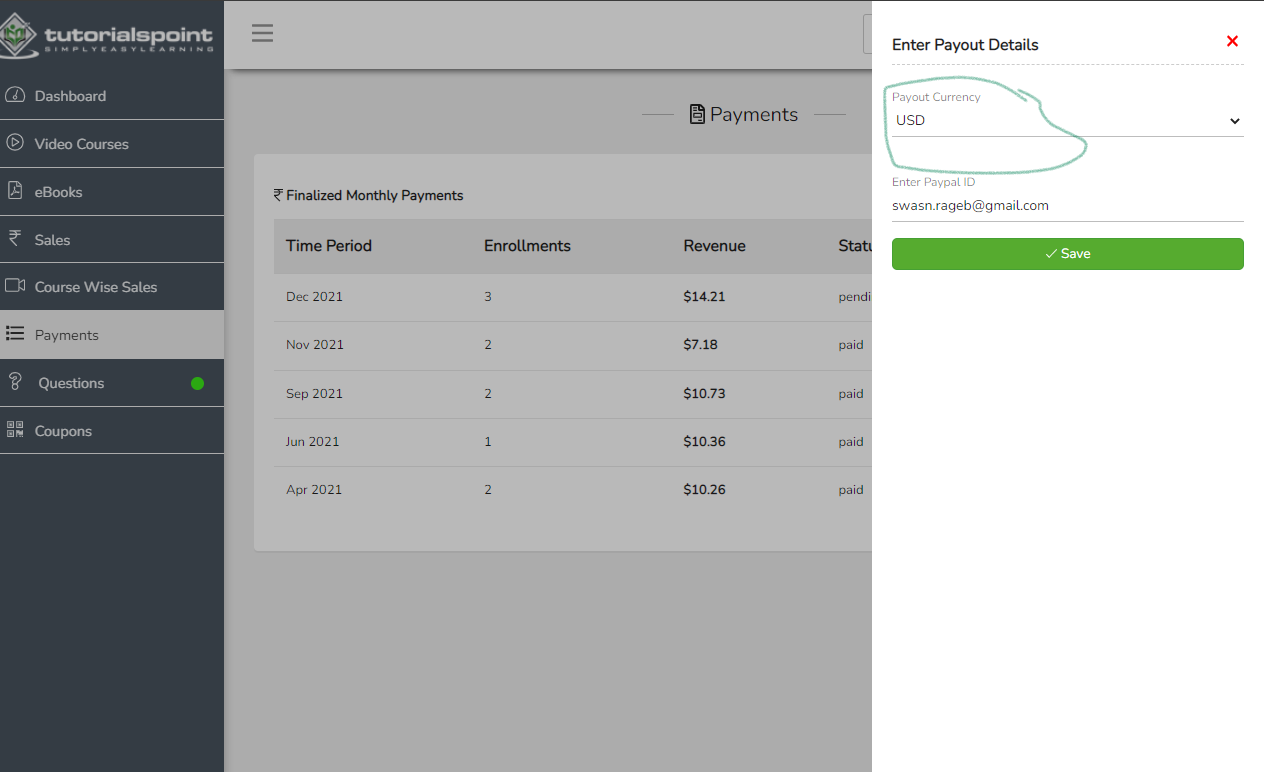 tutorialspoint
SIMPLYEASYLEARNING
Dashboard
Video Courses
eBooks
Sales
Course Wise Sales
Payments
Questions
Coupons
Payments
₹ Finalized Monthly Payments
Time Period Enrollments Revenue Statu
Dec 2021 3 $14.21 pendi
Nov 2021 2 $7.18 paid
Sep 2021 2 $10.73 paid
Jun 2021 1 $10.36 paid
Apr 2021 2 $10.26 paid
Enter Payout Details
Payout Currency
USD
Enter Paypal ID
swasn.rageb@gmail.com
Save